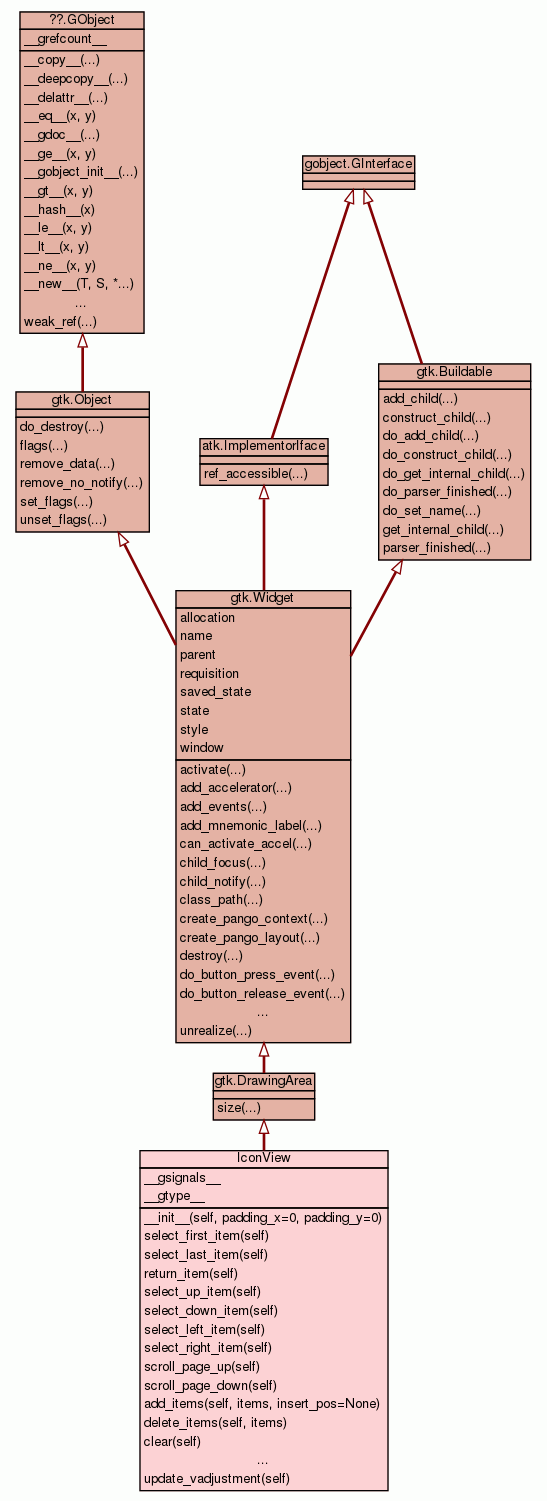 ??.GObject
__grefcount__
__copy__(...)
__deepcopy__(...)
__delattr__(...)
__eq__(x, y)
__gdoc__(...)
__ge__(x, y)
__gobject_init__(...)
__gt__(x, y)
__hash__(x)
__le__(x, y)
__lt__(x, y)
__ne__(x, y)
__new__(T, S, *...)
...
weak_ref(...)
gobject.GInterface
gtk.Object
do_destroy(...)
flags(...)
remove_data(...)
remove_no_notify(...)
set_flags(...)
unset_flags(...)
atk.ImplementorIface
ref_accessible(...)
gtk.Buildable
add_child(...)
construct_child(...)
do_add_child(...)
do_construct_child(...)
do_get_internal_child(...)
do_parser_finished(...)
do_set_name(...)
get_internal_child(...)
parser_finished(...)
gtk.Widget
allocation
name
parent
requisition
saved_state
state
style
window
activate(...)
add_accelerator(...)
add_events(...)
add_mnemonic_label(...)
can_activate_accel(...)
child_focus(...)
child_notify(...)
class_path(...)
create_pango_context(...)
create_pango_layout(...)
destroy(...)
do_button_press_event(...)
do_button_release_event(...)
...
unrealize(...)
gtk.DrawingArea
size(...)
IconView
__gsignals__
__gtype__
__init__(self, padding_x=0, padding_y=0)
select_first_item(self)
select_last_item(self)
return_item(self)
select_up_item(self)
select_down_item(self)
select_left_item(self)
select_right_item(self)
scroll_page_up(self)
scroll_page_down(self)
add_items(self, items, insert_pos=None)
delete_items(self, items)
clear(self)
...
update_vadjustment(self)